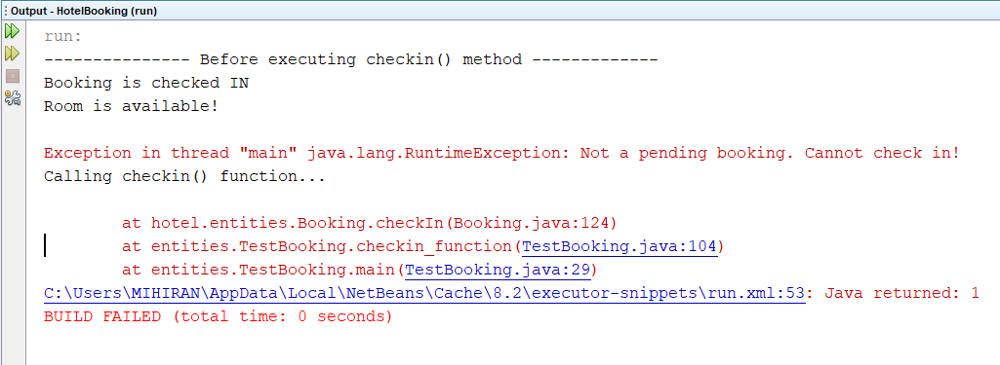 Output - HotelBooking (run)
run:
--------------- Before executing checkin() method -------------
Booking is checked IN
Room is available!
Exception in thread "main" java.lang.RuntimeException: Not a pending booking. Cannot check in!
Calling checkin() function...
at hotel.entities.Booking.checkIn(Booking.java:124)
at entities.TestBooking.checkin_function(TestBooking.java:104)
at entities.TestBooking.main(TestBooking.java:29)
C:\Users\MIHIRAN\AppData\Local\NetBeans\Cache\8.2\executor-snippets\run.xml:53: Java returned: 1
BUILD FAILED (total time: 0 seconds)